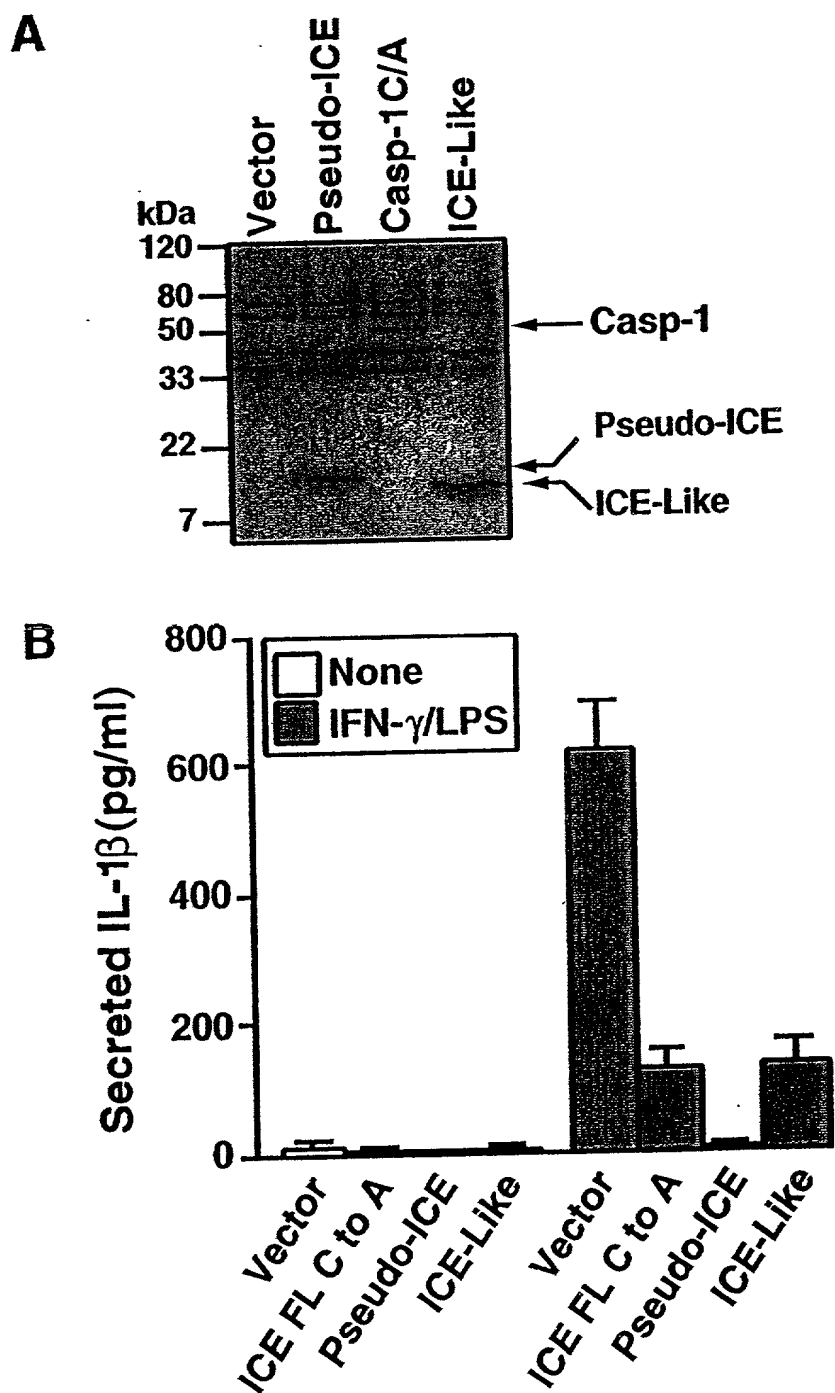 A
Vector
Pseudo-ICE
Casp-1C/A
ICE-Like
kDa
120
80
50
33
22
7
Casp-1
Pseudo-ICE
ICE-Like
B
Secreted IL-1β(pg/ml)
800
600
400
200
0
None
IFN-γ/LPS
Vector
ICE FL C to A
Pseudo-ICE
ICE-Like
Vector
ICE FL C to A
Pseudo-ICE
ICE-Like